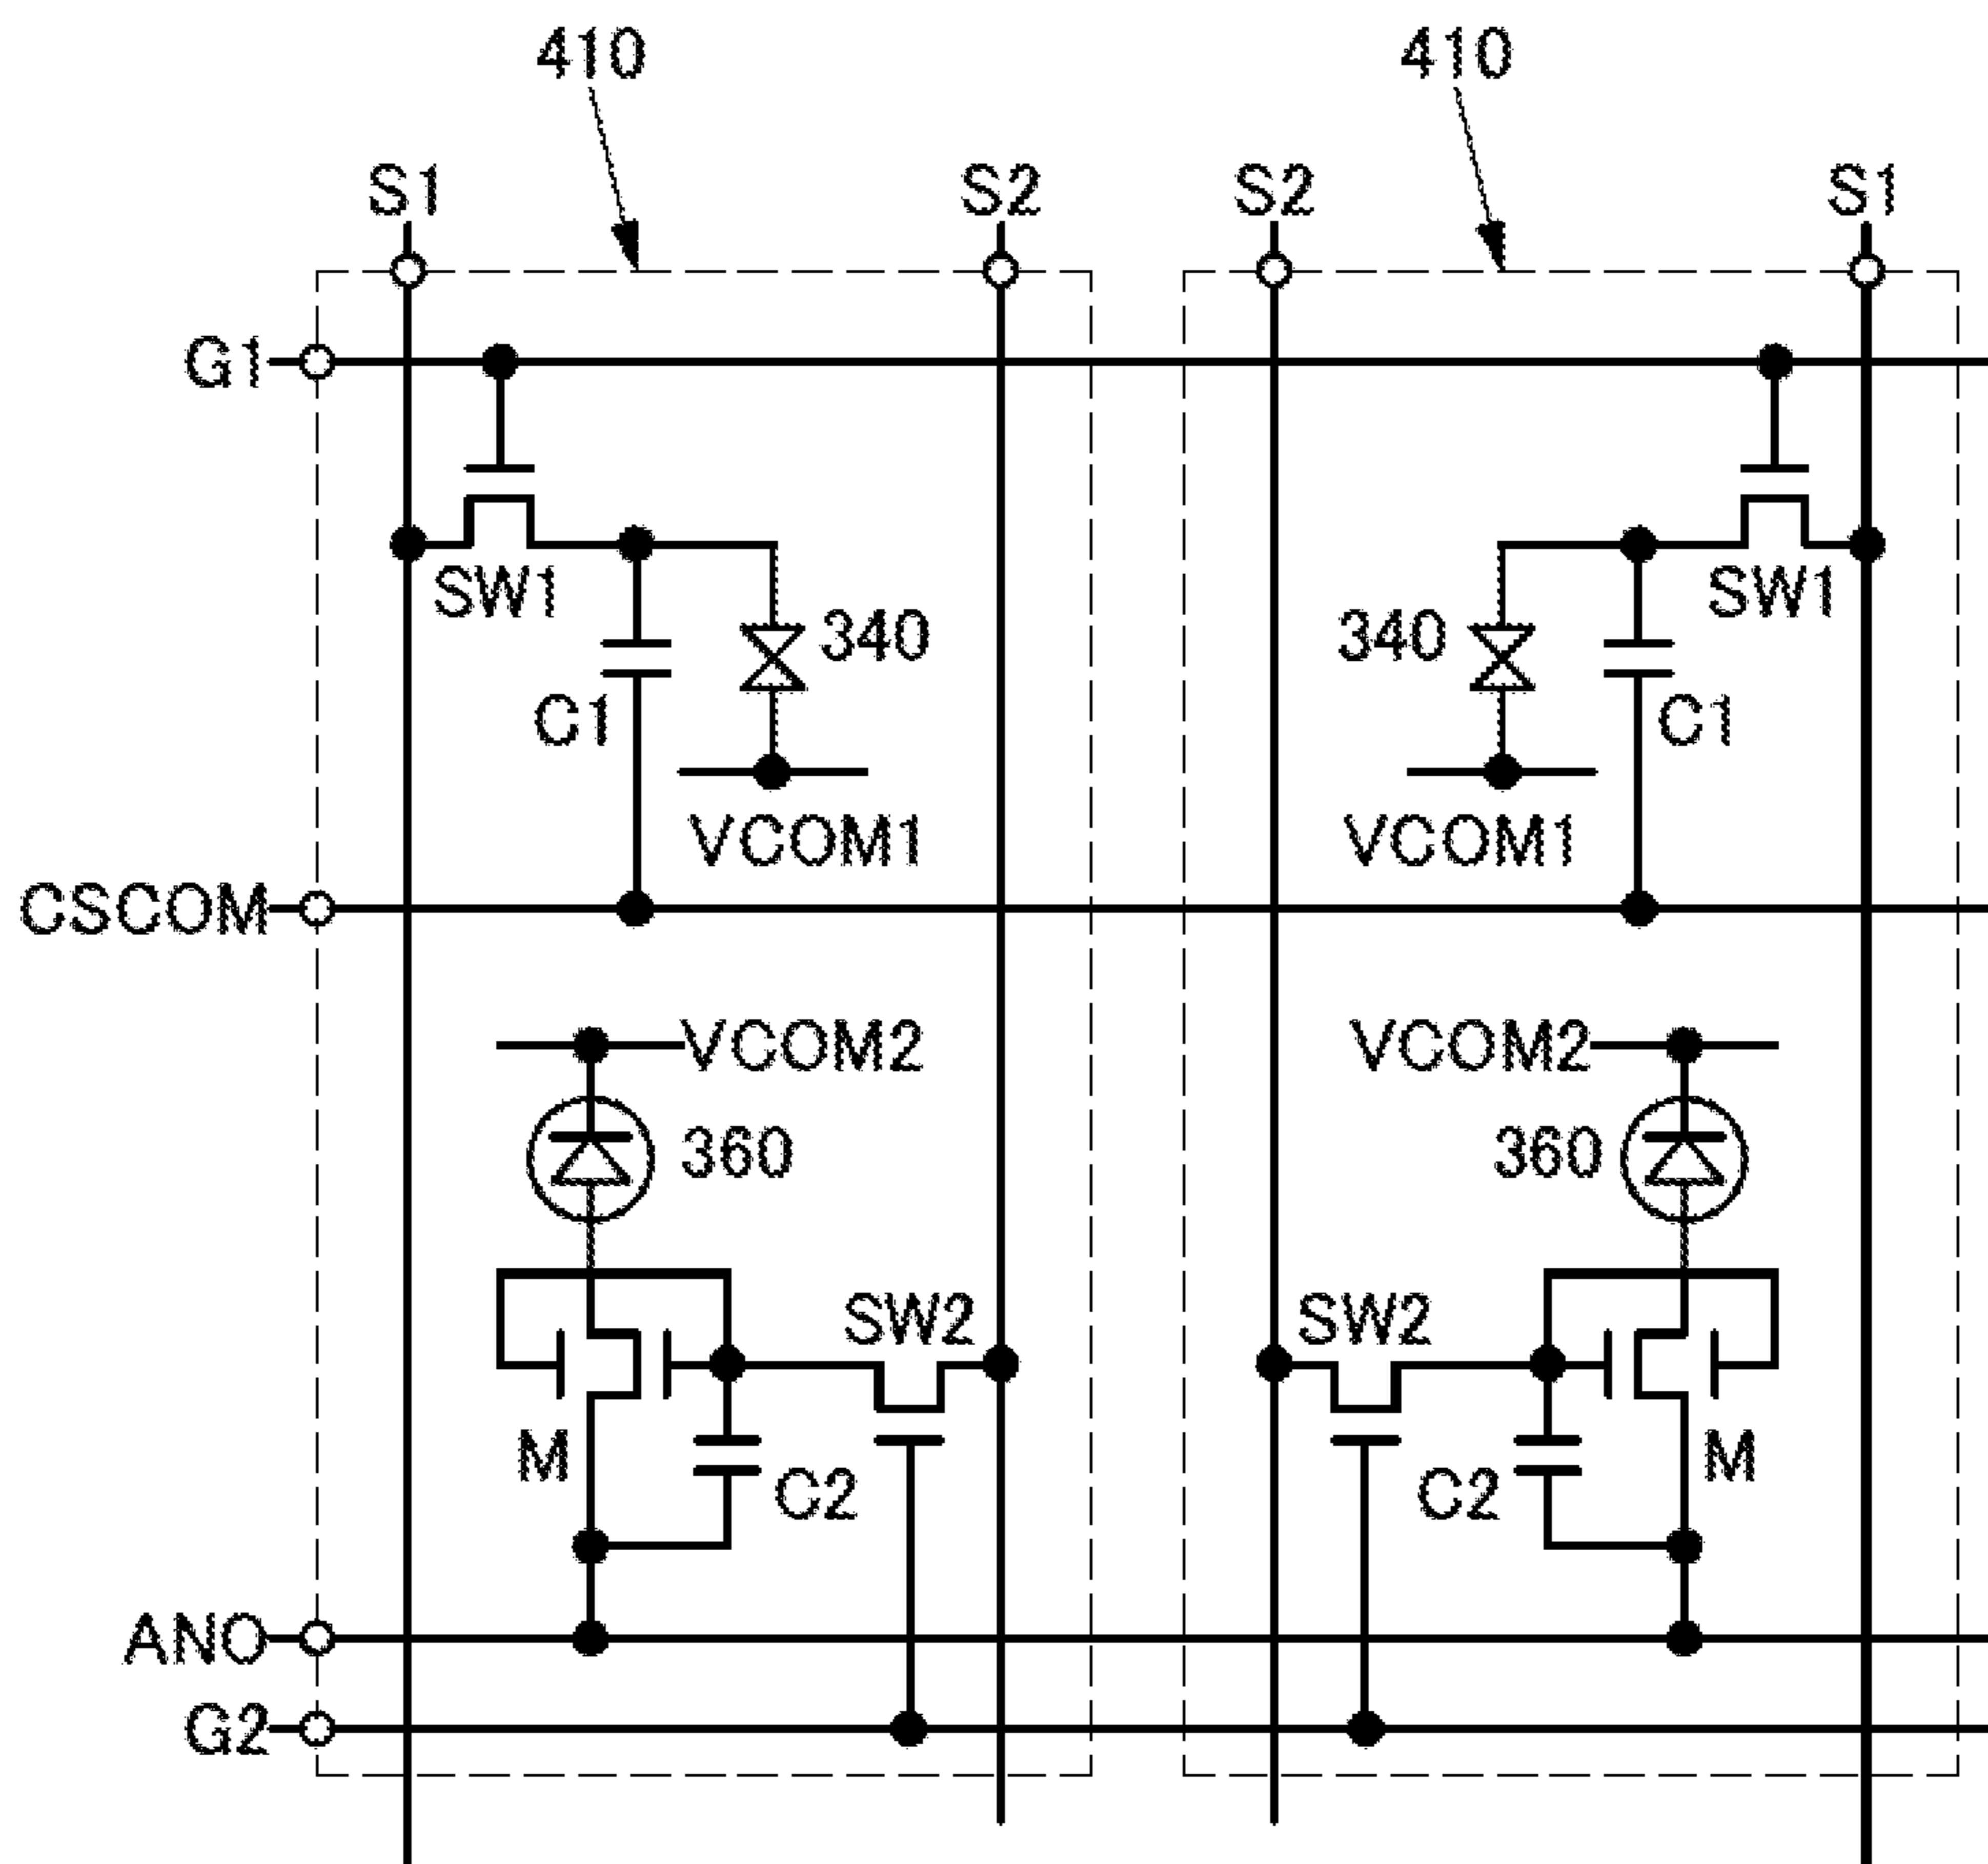 410 410
S1 S2 S2 S1
G1
SW1 SW1
340 340
C1 C1
VCOM1 VCOM1
CSCOM
VCOM2 VCOM2
360 360
SW2 SW2
M M
C2 C2
ANO
G2